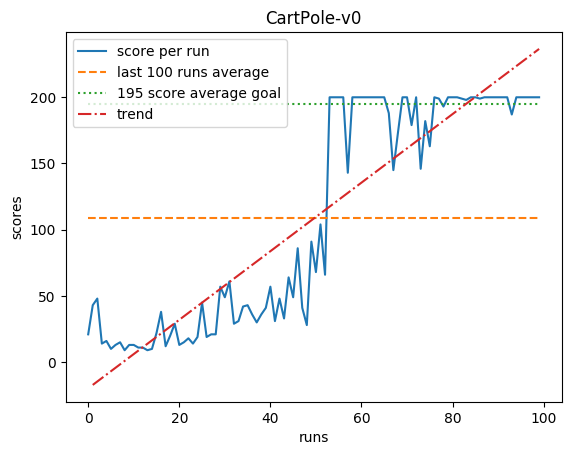 CartPole-v0
score per run
last 100 runs average
195 score average goal
trend
scores
200
150
100
50
0
0 20 40 60 80 100
runs